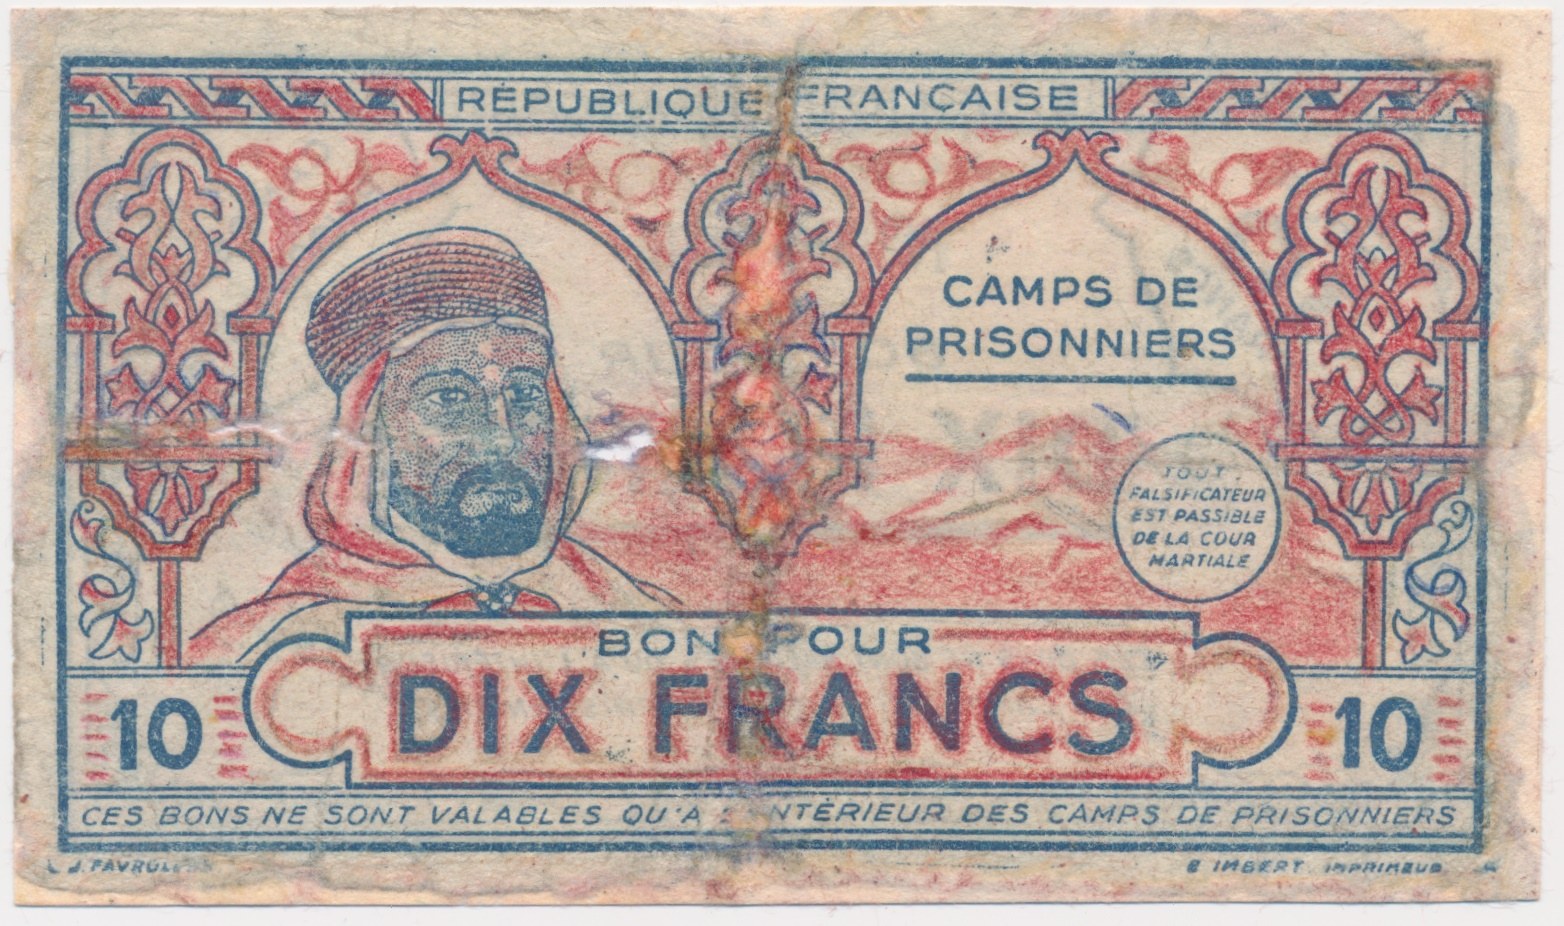 RÉPUBLIQUE FRANÇAISE
CAMPS DE
PRISONNIERS
TOUT
FALSIFICATEUR
EST PASSIBLE
DE LA COUR
MARTIALE
BON POUR
DIX FRANCS
10
10
CES BONS NE SONT VALABLES QU'A L'INTÉRIEUR DES CAMPS DE PRISONNIERS
E IMBERT IMPRIMEUR